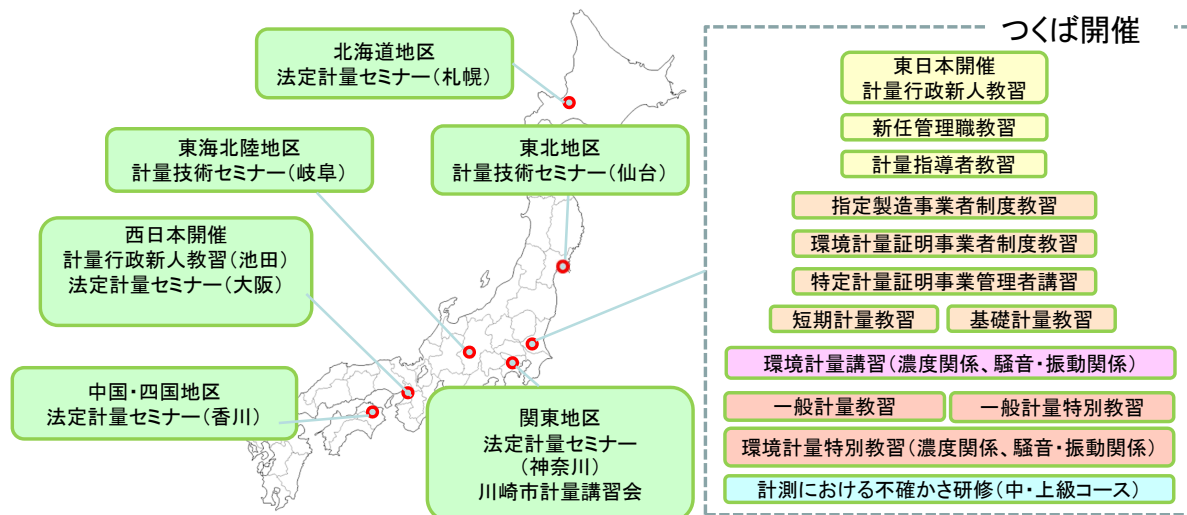 北海道地区
法定計量セミナー(札幌)
東海北陸地区
計量技術セミナー(岐阜)
東北地区
計量技術セミナー(仙台)
西日本開催
計量行政新人教習(池田)
法定計量セミナー(大阪)
中国・四国地区
法定計量セミナー(香川)
関東地区
法定計量セミナー
(神奈川)
川崎市計量講習会
つくば開催
東日本開催
計量行政新人教習
新任管理職教習
計量指導者教習
指定製造事業者制度教習
環境計量証明事業者制度教習
特定計量証明事業管理者講習
短期計量教習
基礎計量教習
環境計量講習(濃度関係、騒音・振動関係)
一般計量教習
一般計量特別教習
環境計量特別教習(濃度関係、騒音・振動関係)
計測における不確かさ研修(中・上級コース)